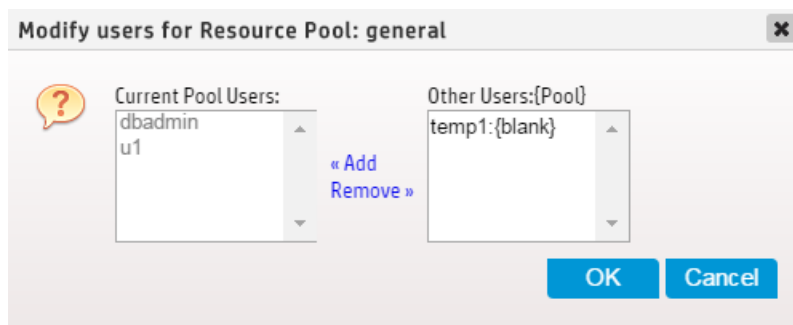 Modify users for Resource Pool: general
Current Pool Users:
dbadmin
u1
« Add
Remove »
Other Users:{Pool}
temp1:{blank}
OK
Cancel